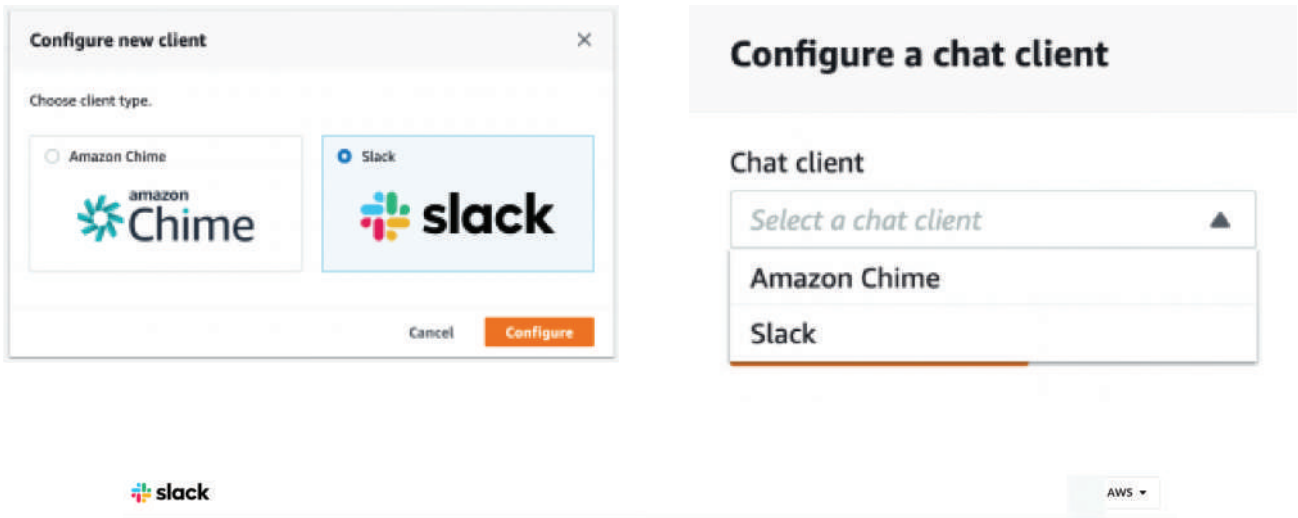 Configure new client
Choose client type.
Amazon Chime
amazon
Chime
Slack
slack
Cancel
Configure
Configure a chat client
Chat client
Select a chat client
Amazon Chime
Slack
slack
AWS